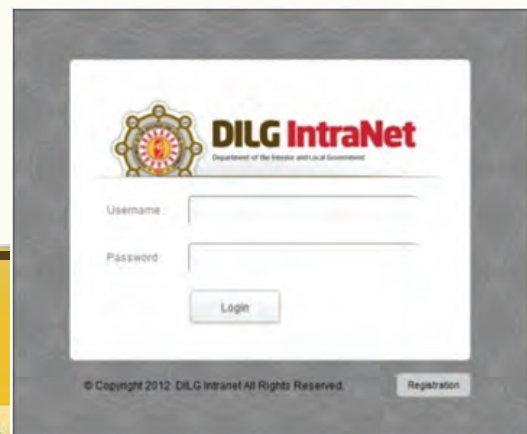 DILG IntraNet
Department of the Interior and Local Government
Username :
Password
Login
© Copyright 2012 DILG Intranet All Rights Reserved.
Registration